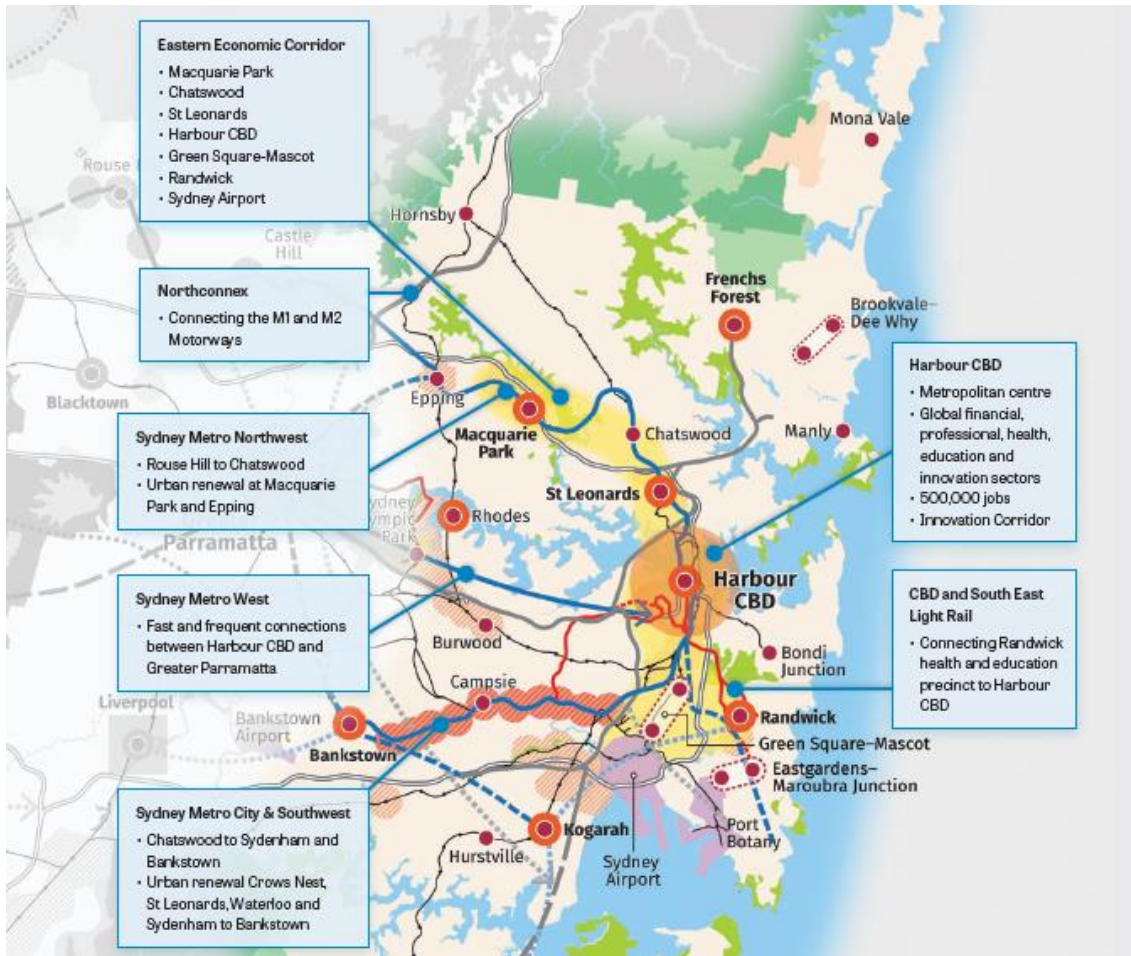 Eastern Economic Corridor
• Macquarie Park
• Chatswood
• St Leonards
• Harbour CBD
• Green Square-Mascot
• Randwick
• Sydney Airport
Northconnex
• Connecting the M1 and M2
Motorways
Sydney Metro Northwest
• Rouse Hill to Chatswood
• Urban renewal at Macquarie
Park and Epping
Sydney Metro West
• Fast and frequent connections
between Harbour CBD and
Greater Parramatta
Sydney Metro City & Southwest
• Chatswood to Sydenham and
Bankstown
• Urban renewal Crows Nest,
St Leonards, Waterloo and
Sydenham to Bankstown
Harbour CBD
• Metropolitan centre
• Global financial,
professional, health,
education and
innovation sectors
• 500,000 jobs
• Innovation Corridor
CBD and South East
Light Rail
• Connecting Randwick
health and education
precinct to Harbour
CBD
Mona Vale
Rouse
Hornsby
Castle
Hill
Frenchs
Forest
Brookvale–
Dee Why
Blacktown
Epping
Macquarie
Park
Chatswood
Manly
St Leonards
Rhodes
Park
Parramatta
Harbour
CBD
Burwood
Bondi
Junction
Campsie
Liverpool
Bankstown
Airport
Bankstown
Randwick
Green Square–Mascot
Eastgardens–
Maroubra Junction
Kogarah
Hurstville
Sydney
Airport
Port
Botany